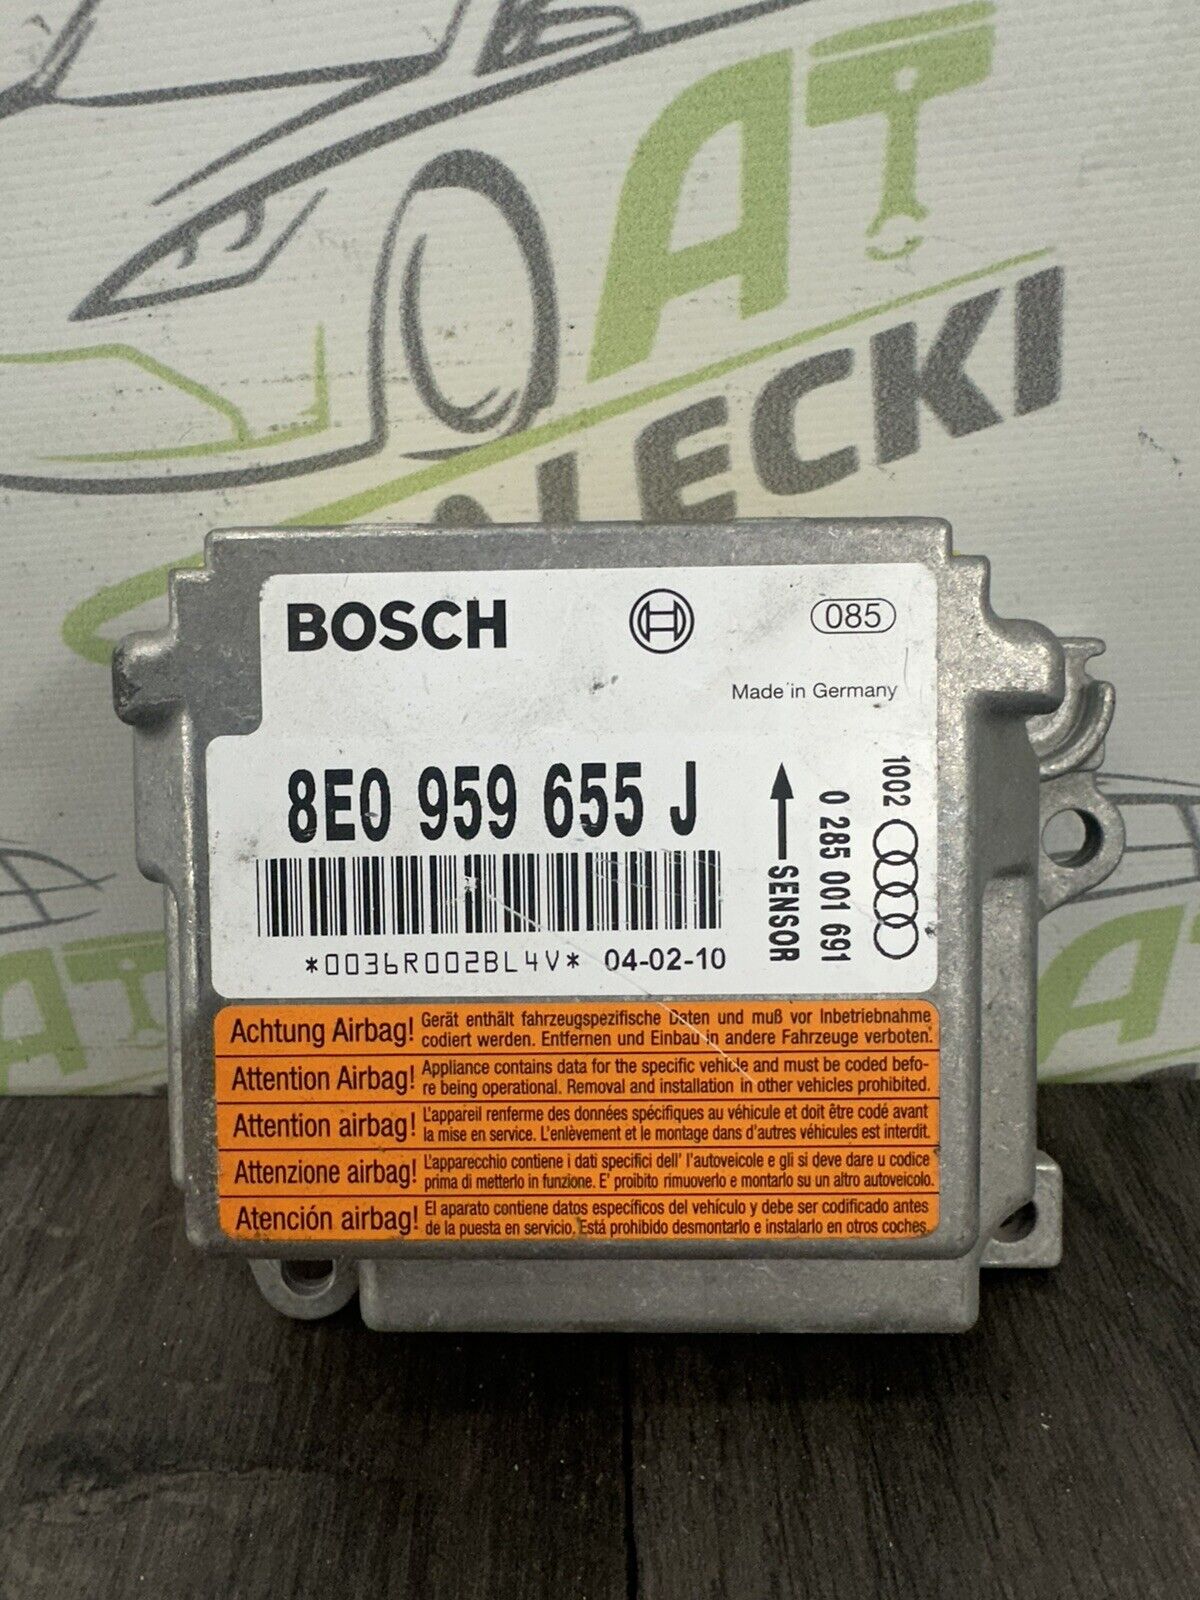 AT
ALECKI
BOSCH
085
Made in Germany
8E0 959 655 J
SENSOR
0 285 001 691
1002
*0036R002BL4V* 04-02-10
Achtung Airbag! Gerät enthält fahrzeugspezifische Daten und muß vor Inbetriebnahme
codiert werden. Entfernen und Einbau in andere Fahrzeuge verboten.
Attention Airbag! Appliance contains data for the specific vehicle and must be coded befo-
re being operational. Removal and installation in other vehicles prohibited.
Attention airbag! L'appareil renferme des données spécifiques au véhicule et doit être codé avant
la mise en service. L'enlèvement et le montage dans d'autres véhicules est interdit.
Attenzione airbag! L'apparecchio contiene i dati specifici dell' l'autoveicole e gli si deve dare u codice
prima di metterlo in funzione. E' proibito rimuoverlo e montarlo su un altro autoveicolo.
Atención airbag! El aparato contiene datos específicos del vehículo y debe ser codificado antes
de la puesta en servicio. Está prohibido desmontarlo e instalarlo en otros coches.
AT
AT